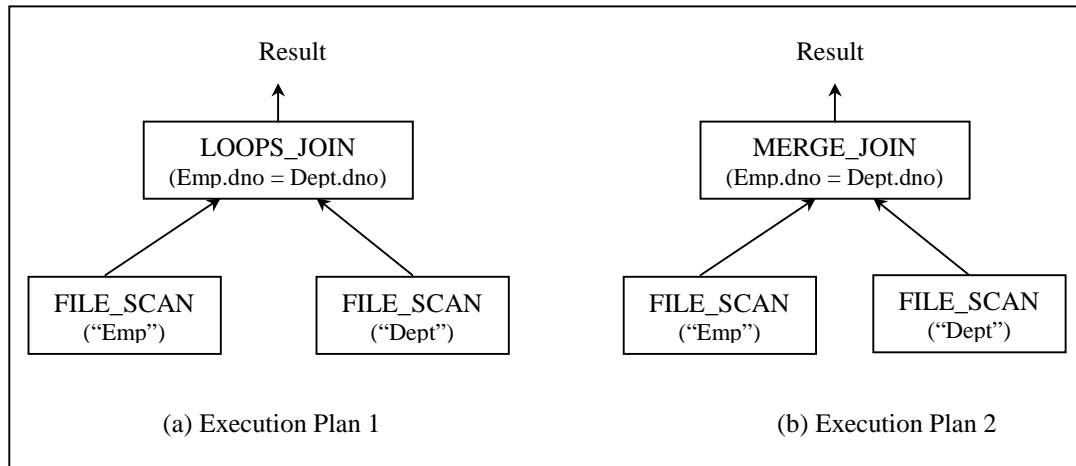 Result
LOOPS_JOIN
(Emp.dno = Dept.dno)
FILE_SCAN
(“Emp”)
FILE_SCAN
(“Dept”)
(a) Execution Plan 1
Result
MERGE_JOIN
(Emp.dno = Dept.dno)
FILE_SCAN
(“Emp”)
FILE_SCAN
(“Dept”)
(b) Execution Plan 2